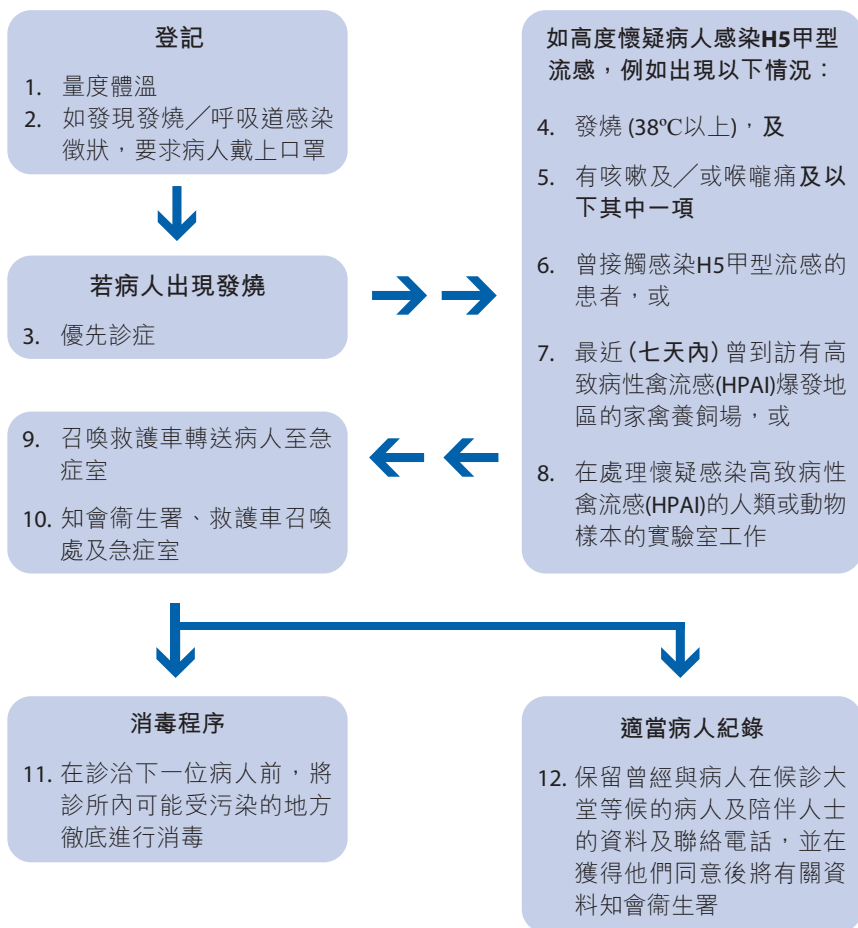 登記
1. 量度體溫
2. 如發現發燒／呼吸道感染
徵狀，要求病人戴上口罩
若病人出現發燒
3. 優先診症
如高度懷疑病人感染H5甲型
流感，例如出現以下情況：
4. 發燒 (38ºC以上)，及
5. 有咳嗽及／或喉嚨痛及以
下其中一項
6. 曾接觸感染H5甲型流感的
患者，或
7. 最近（七天內）曾到訪有高
致病性禽流感(HPAI)爆發地
區的家禽養飼場，或
8. 在處理懷疑感染高致病性
禽流感(HPAI)的人類或動物
樣本的實驗室工作
9. 召喚救護車轉送病人至急
症室
10. 知會衞生署、救護車召喚
處及急症室
消毒程序
11. 在診治下一位病人前，將
診所內可能受污染的地方
徹底進行消毒
適當病人紀錄
12. 保留曾經與病人在候診大
堂等候的病人及陪伴人士
的資料及聯絡電話，並在
獲得他們同意後將有關資
料知會衞生署